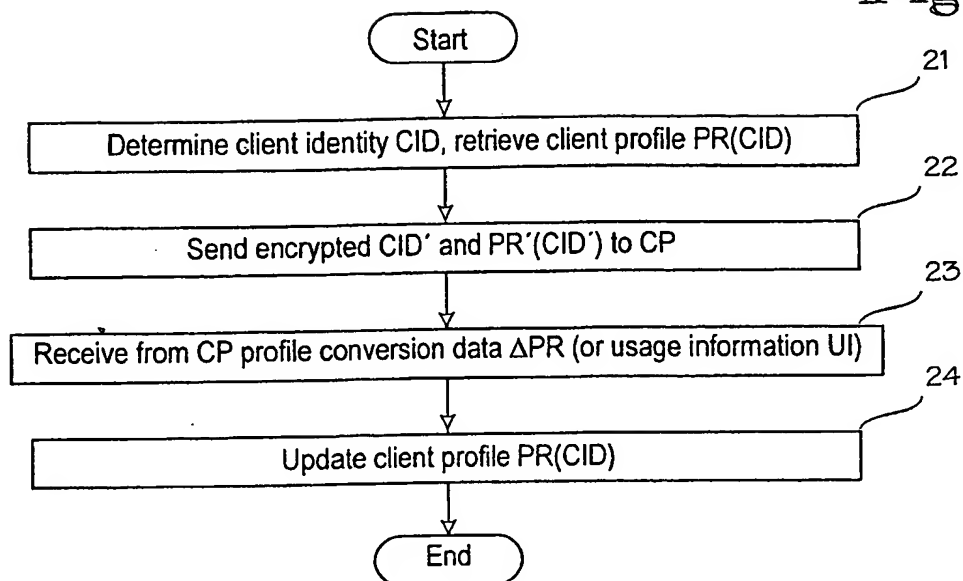 Start
21
Determine client identity CID, retrieve client profile PR(CID)
22
Send encrypted CID´ and PR´(CID´) to CP
23
Receive from CP profile conversion data ΔPR (or usage information UI)
24
Update client profile PR(CID)
End